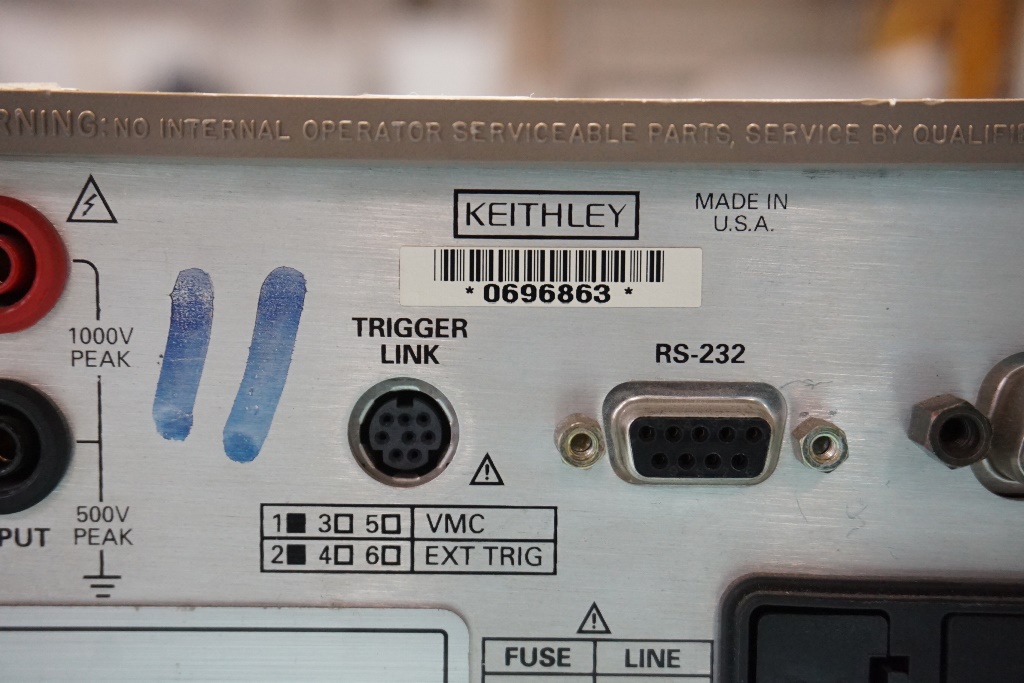 RNING: NO INTERNAL OPERATOR SERVICEABLE PARTS, SERVICE BY QUALIFIE
KEITHLEY
MADE IN
U.S.A.
* 0696863 *
1000V
PEAK
TRIGGER
LINK
RS-232
500V
PEAK
PUT
1■ 3□ 5□ VMC
2■ 4□ 6□ EXT TRIG
FUSE LINE